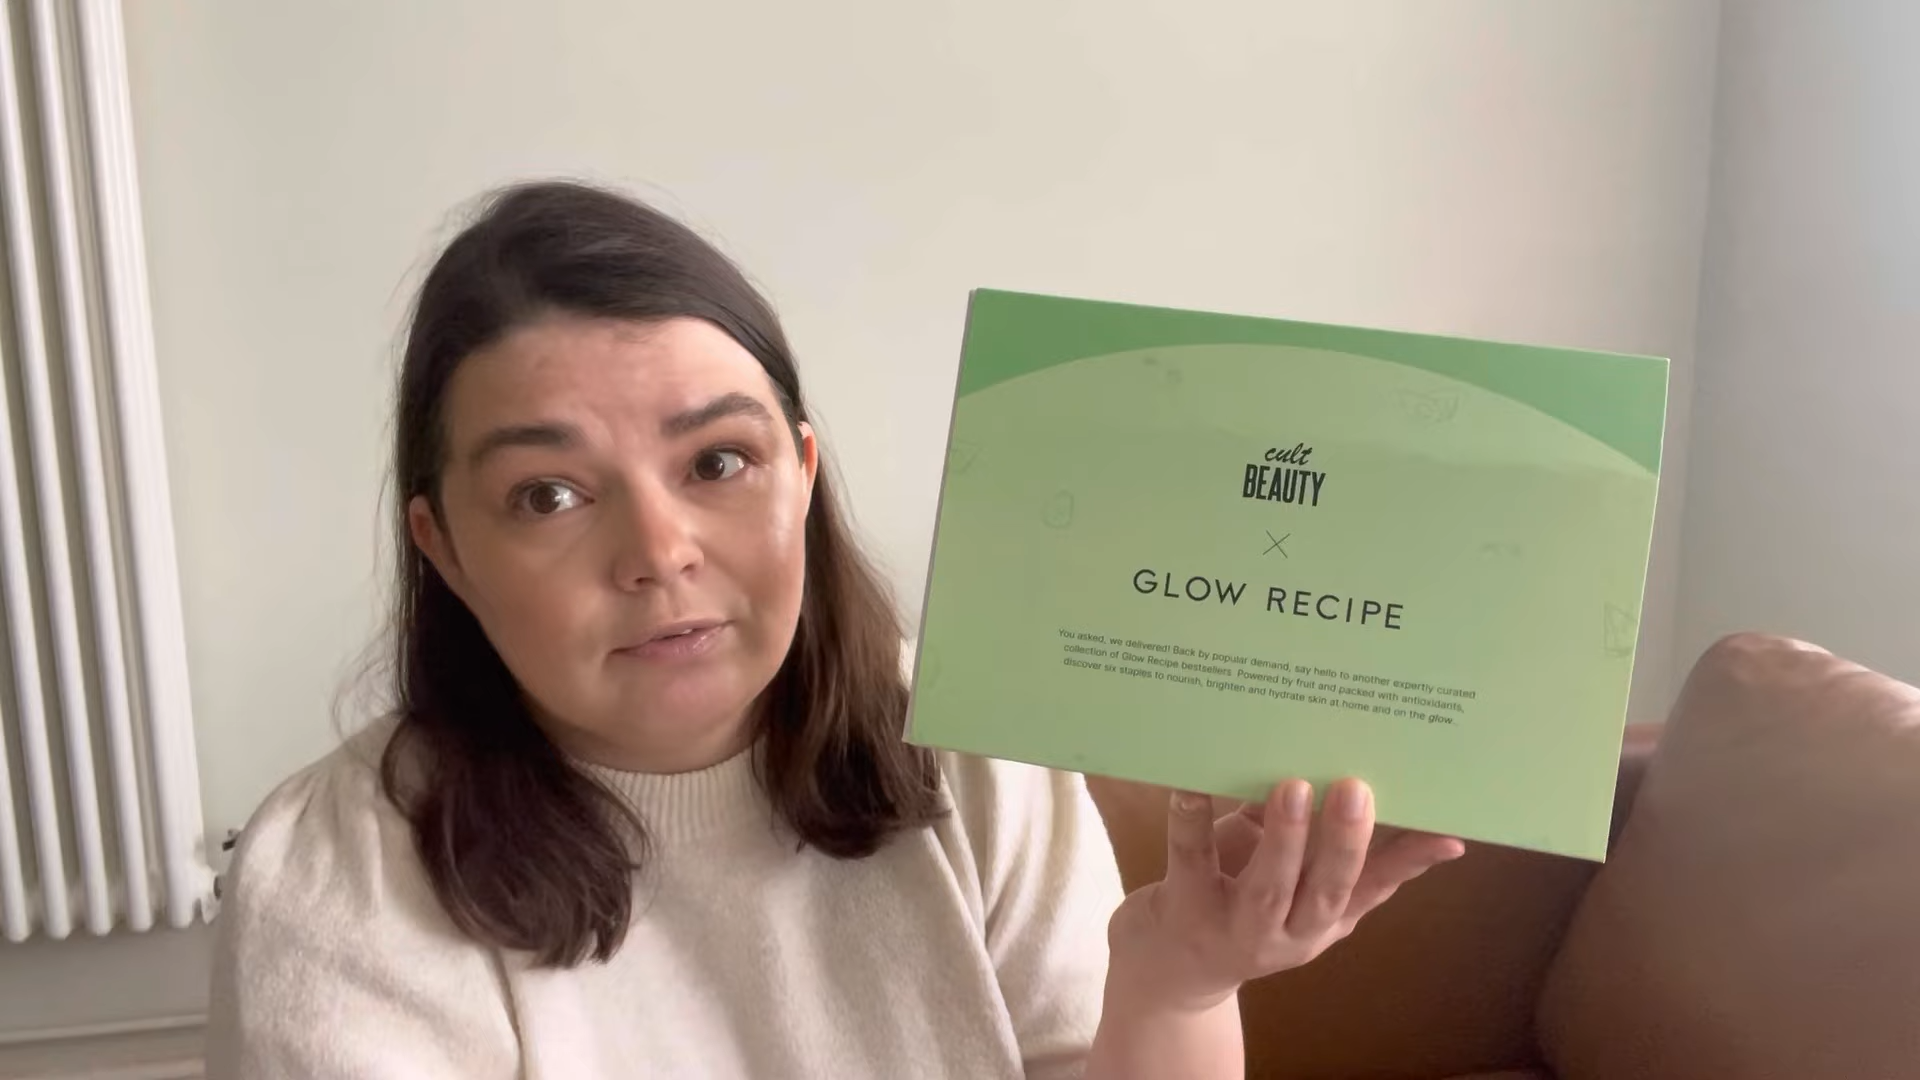 cult
BEAUTY
X
GLOW RECIPE
You asked, we delivered! Back by popular demand, say hello to another expertly curated
collection of Glow Recipe bestsellers. Powered by fruit and packed with antioxidants,
discover six staples to nourish, brighten and hydrate skin at home and on the glow...